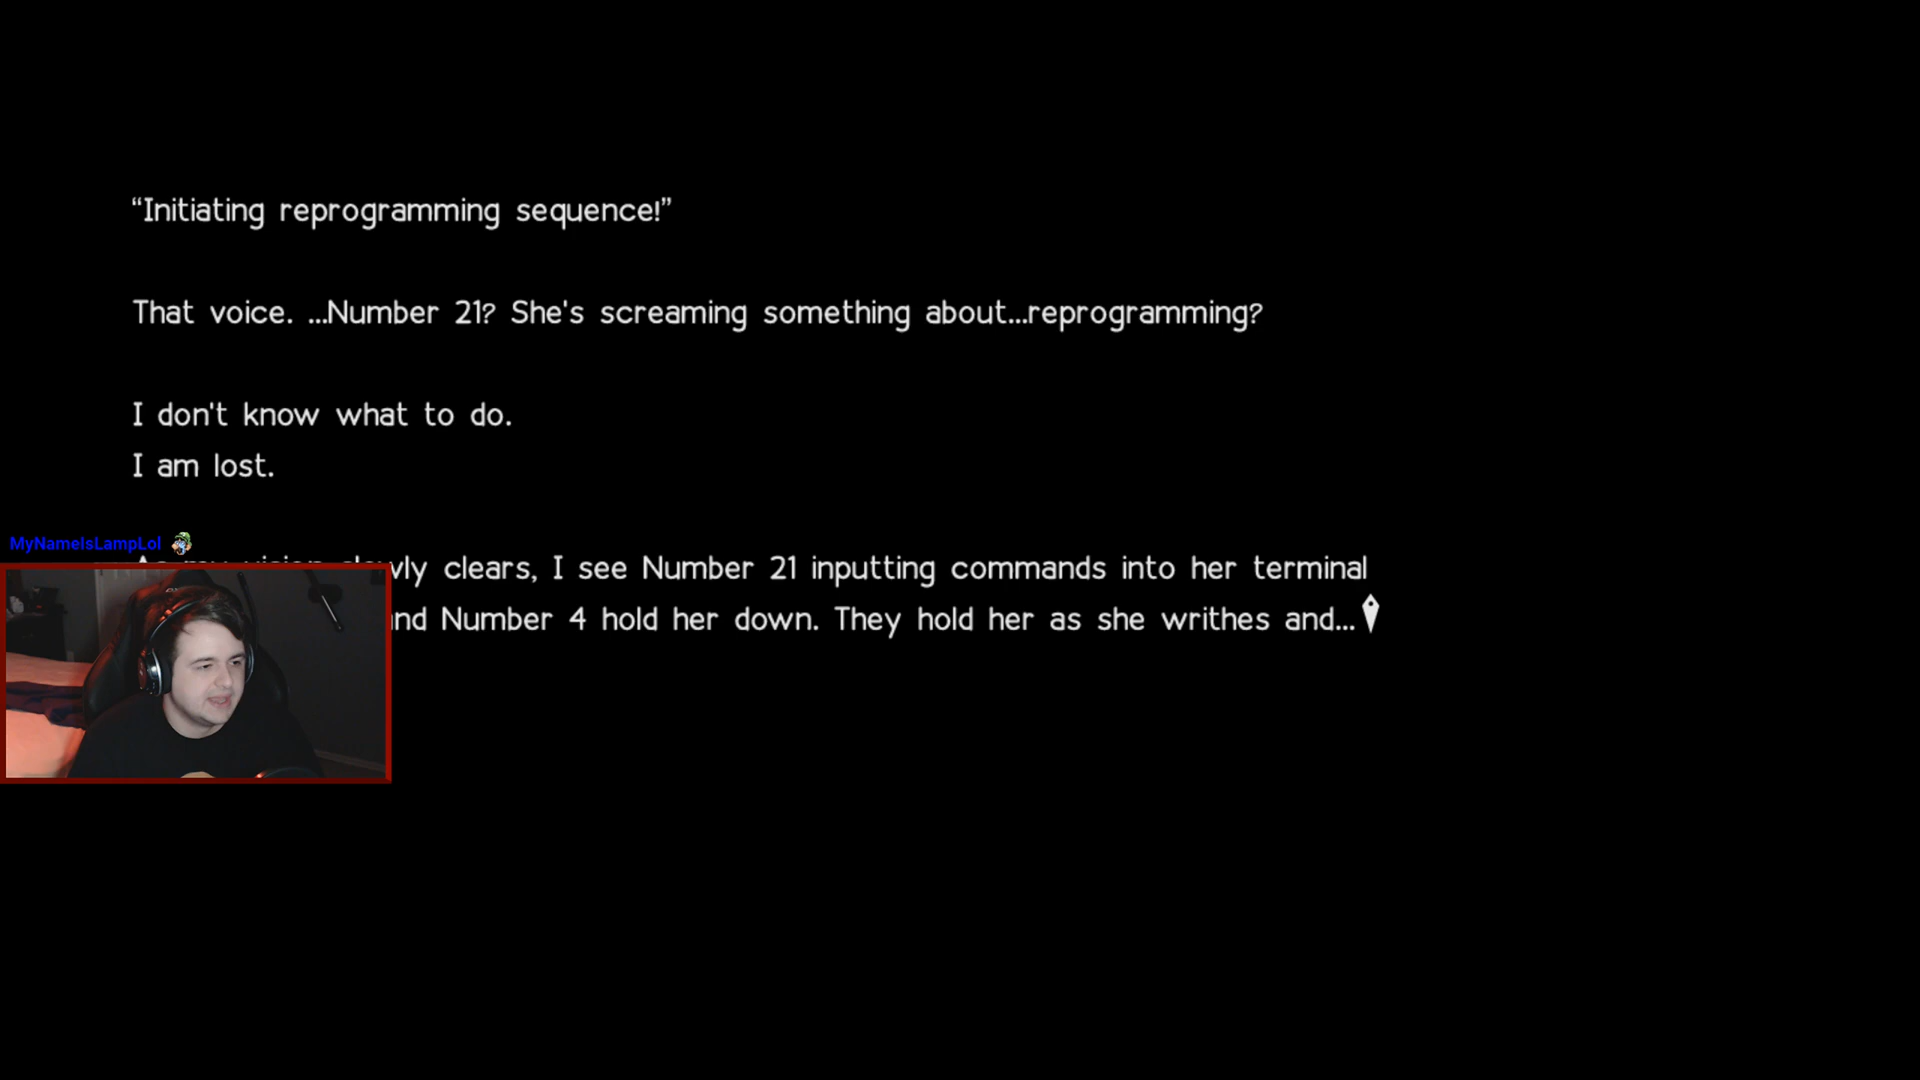 “Initiating reprogramming sequence!”
That voice. ...Number 21? She's screaming something about...reprogramming?
I don't know what to do.
I am lost.
MyNameIsLampLol
clears, I see Number 21 inputting commands into her terminal
Number 4 hold her down. They hold her as she writhes and...